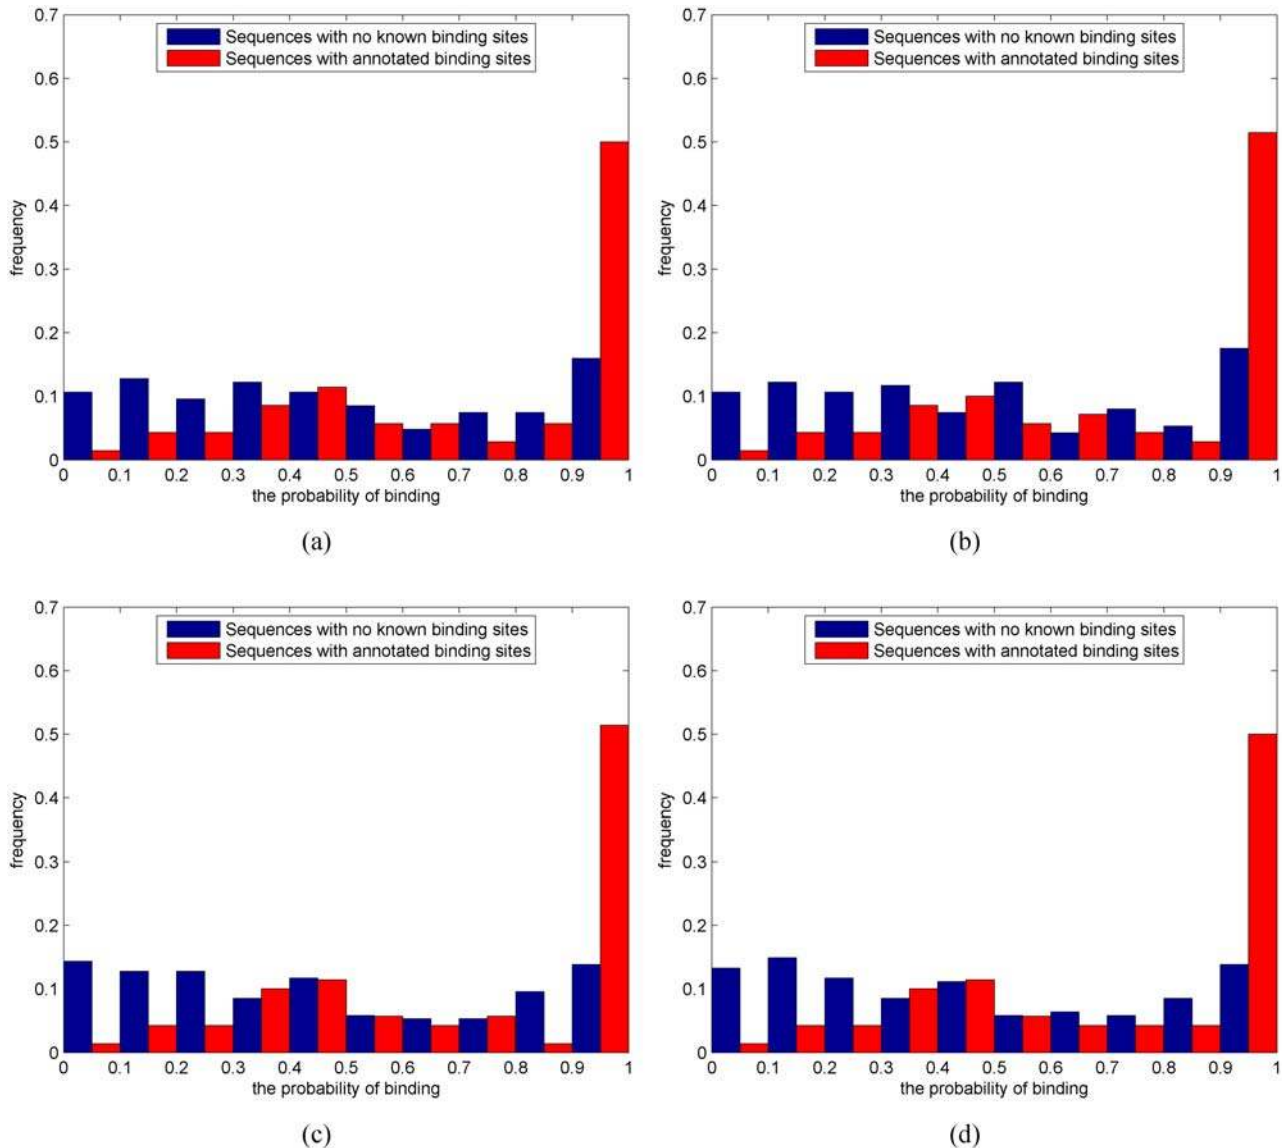 0.7
0.6
0.5
0.4
0.3
0.2
0.1
0
frequency
Sequences with no known binding sites
Sequences with annotated binding sites
0 0.1 0.2 0.3 0.4 0.5 0.6 0.7 0.8 0.9 1
the probability of binding
(a)
0.7
0.6
0.5
0.4
0.3
0.2
0.1
0
frequency
Sequences with no known binding sites
Sequences with annotated binding sites
0 0.1 0.2 0.3 0.4 0.5 0.6 0.7 0.8 0.9 1
the probability of binding
(b)
0.7
0.6
0.5
0.4
0.3
0.2
0.1
0
frequency
Sequences with no known binding sites
Sequences with annotated binding sites
0 0.1 0.2 0.3 0.4 0.5 0.6 0.7 0.8 0.9 1
the probability of binding
(c)
0.7
0.6
0.5
0.4
0.3
0.2
0.1
0
frequency
Sequences with no known binding sites
Sequences with annotated binding sites
0 0.1 0.2 0.3 0.4 0.5 0.6 0.7 0.8 0.9 1
the probability of binding
(d)